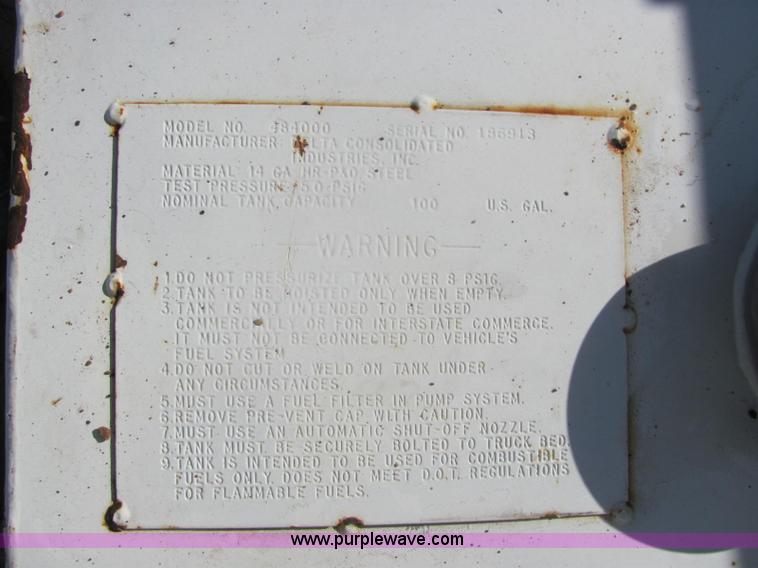 MODEL NO. 484000 SERIAL NO. 186913
MANUFACTURER: DELTA CONSOLIDATED
INDUSTRIES, INC.
MATERIAL 14 GA HR-P&O STEEL
TEST PRESSURE 5.0 PSIG
NOMINAL TANK CAPACITY 100 U.S. GAL.
WARNING
1. DO NOT PRESSURIZE TANK OVER 3 PSIG
2. TANK TO BE HOISTED ONLY WHEN EMPTY.
3. TANK IS NOT INTENDED TO BE USED
COMMERCIALLY OR FOR INTERSTATE COMMERCE.
IT MUST NOT BE CONNECTED TO VEHICLE'S
FUEL SYSTEM
4. DO NOT CUT OR WELD ON TANK UNDER
ANY CIRCUMSTANCES.
5. MUST USE A FUEL FILTER IN PUMP SYSTEM.
6. REMOVE PRE-VENT CAP WITH CAUTION.
7. MUST USE AN AUTOMATIC SHUT-OFF NOZZLE.
8. TANK MUST BE SECURELY BOLTED TO TRUCK BED.
9. TANK IS INTENDED TO BE USED FOR COMBUSTIBLE
FUELS ONLY. DOES NOT MEET D.O.T. REGULATIONS
FOR FLAMMABLE FUELS.
www.purplewave.com